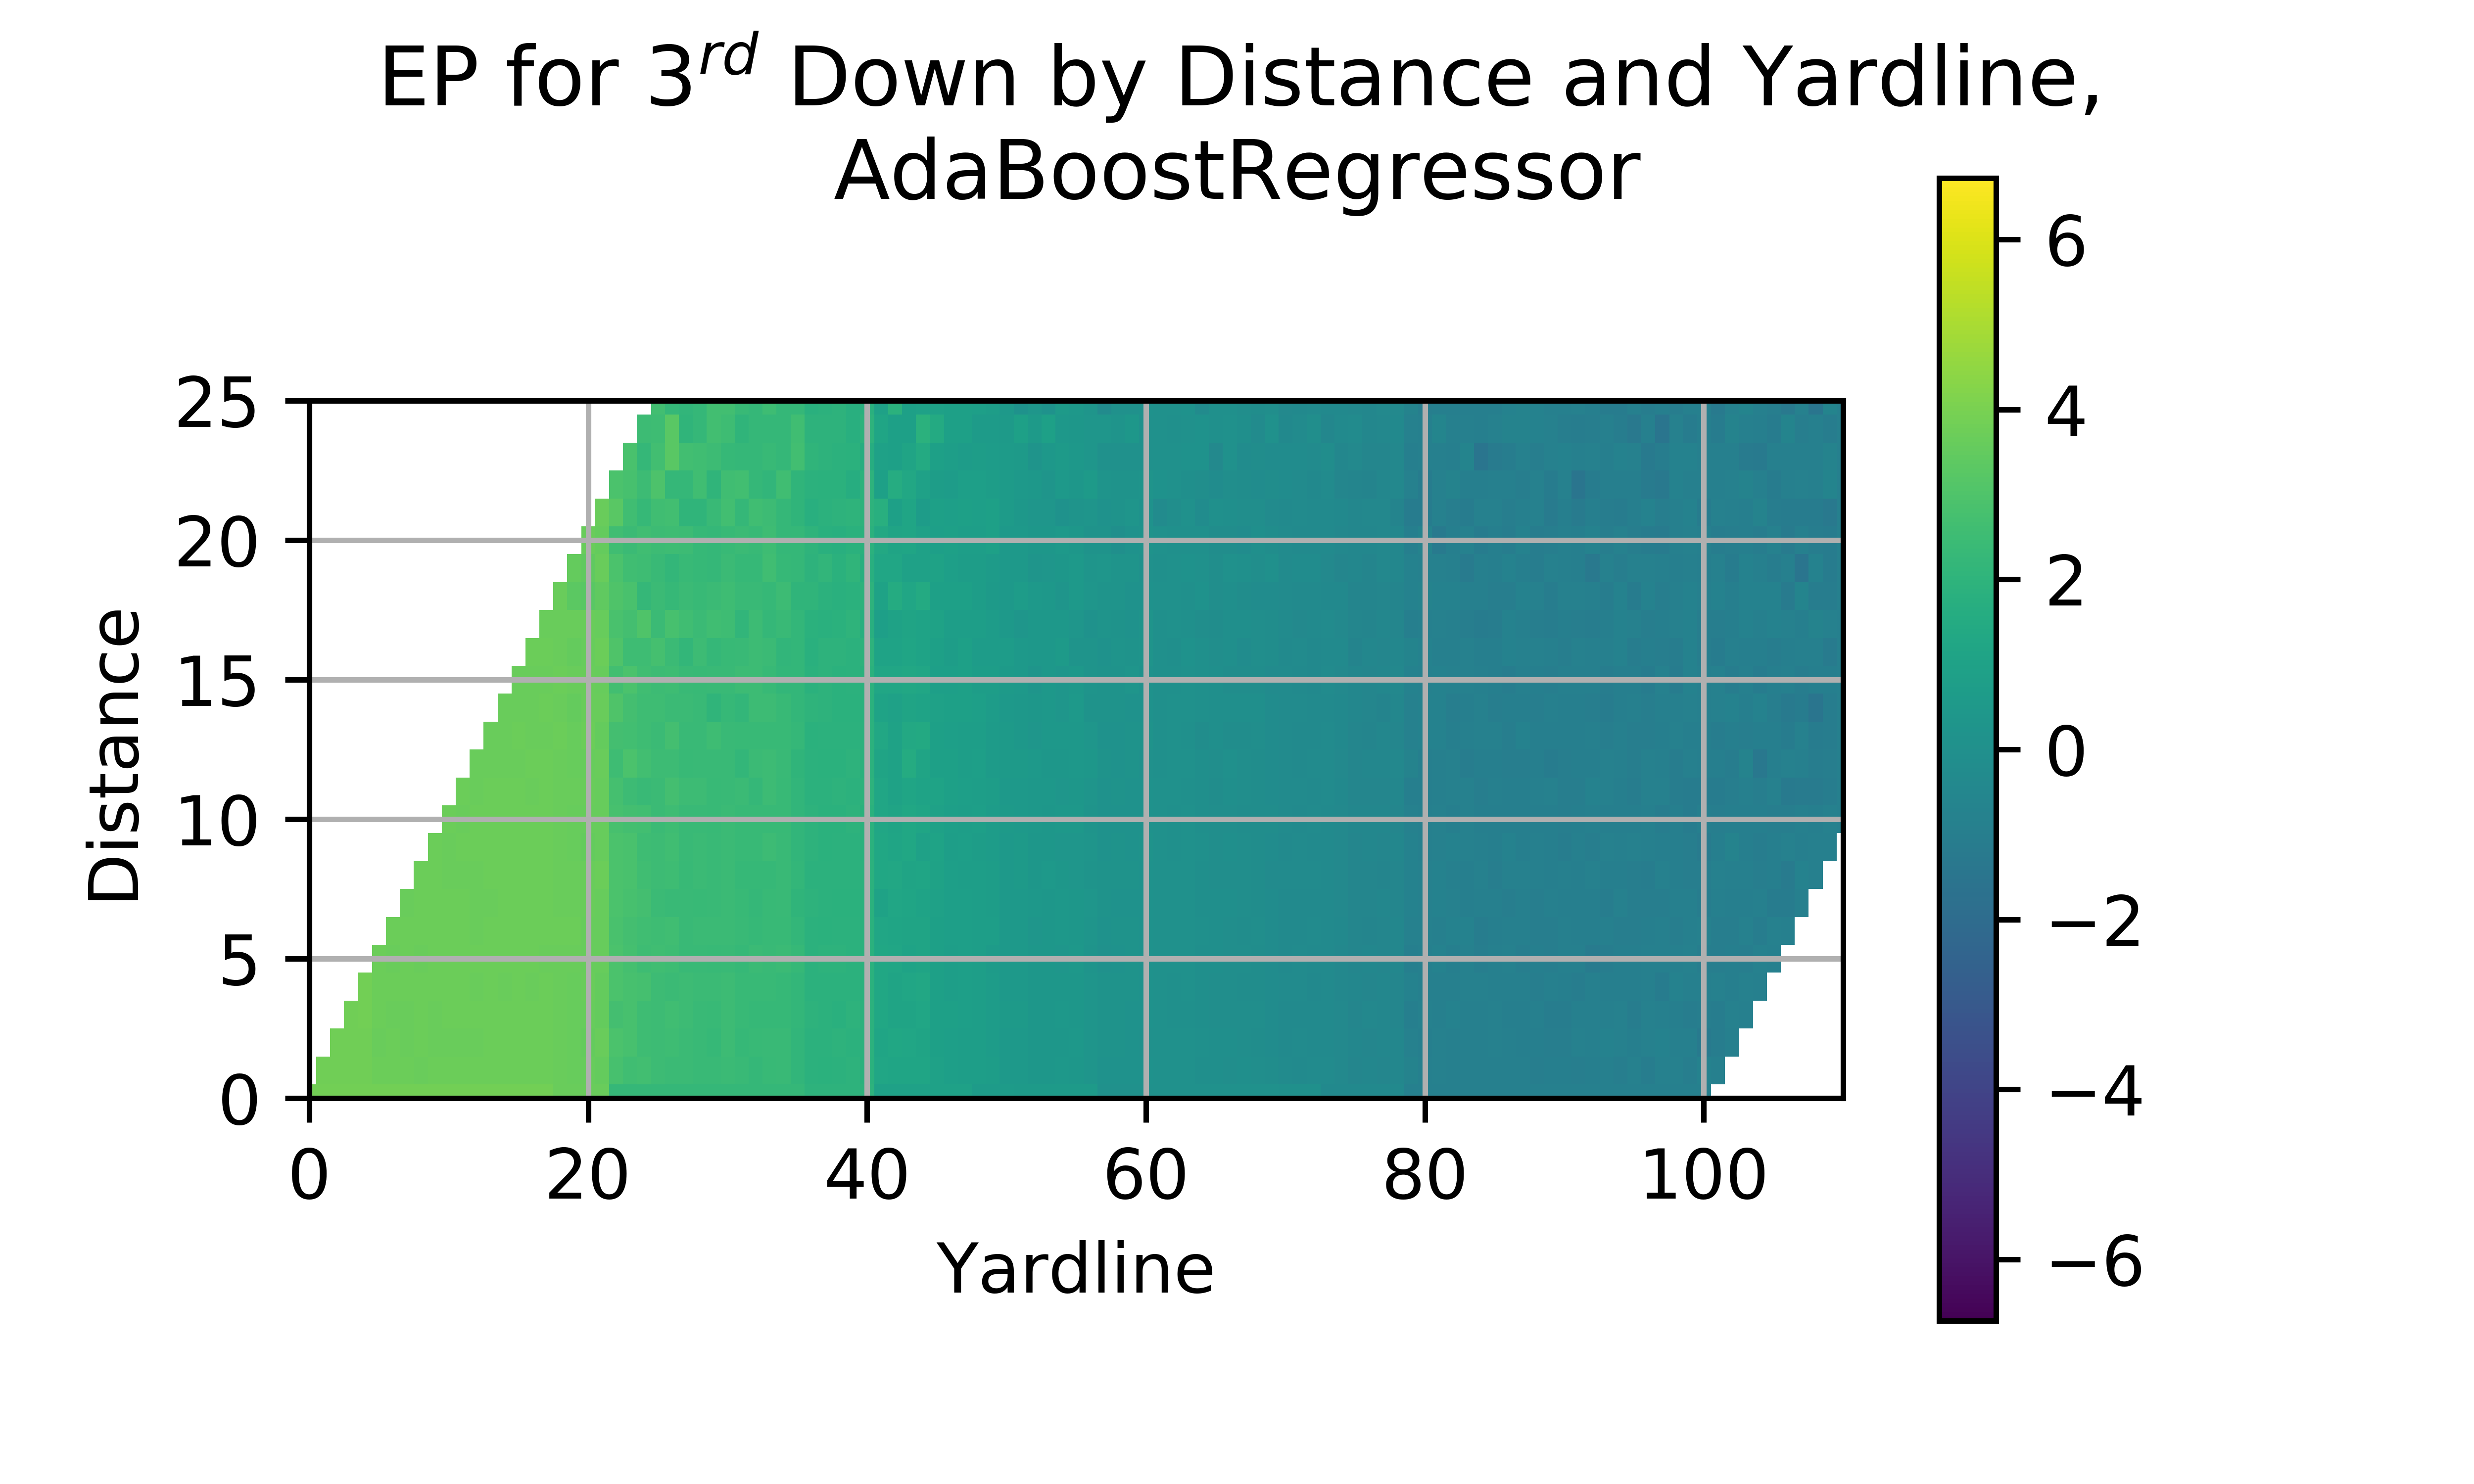 EP for 3rd Down by Distance and Yardline,
AdaBoostRegressor
Distance
25
20
15
10
5
0
0 20 40 60 80 100
Yardline
6
4
2
0
−2
−4
−6